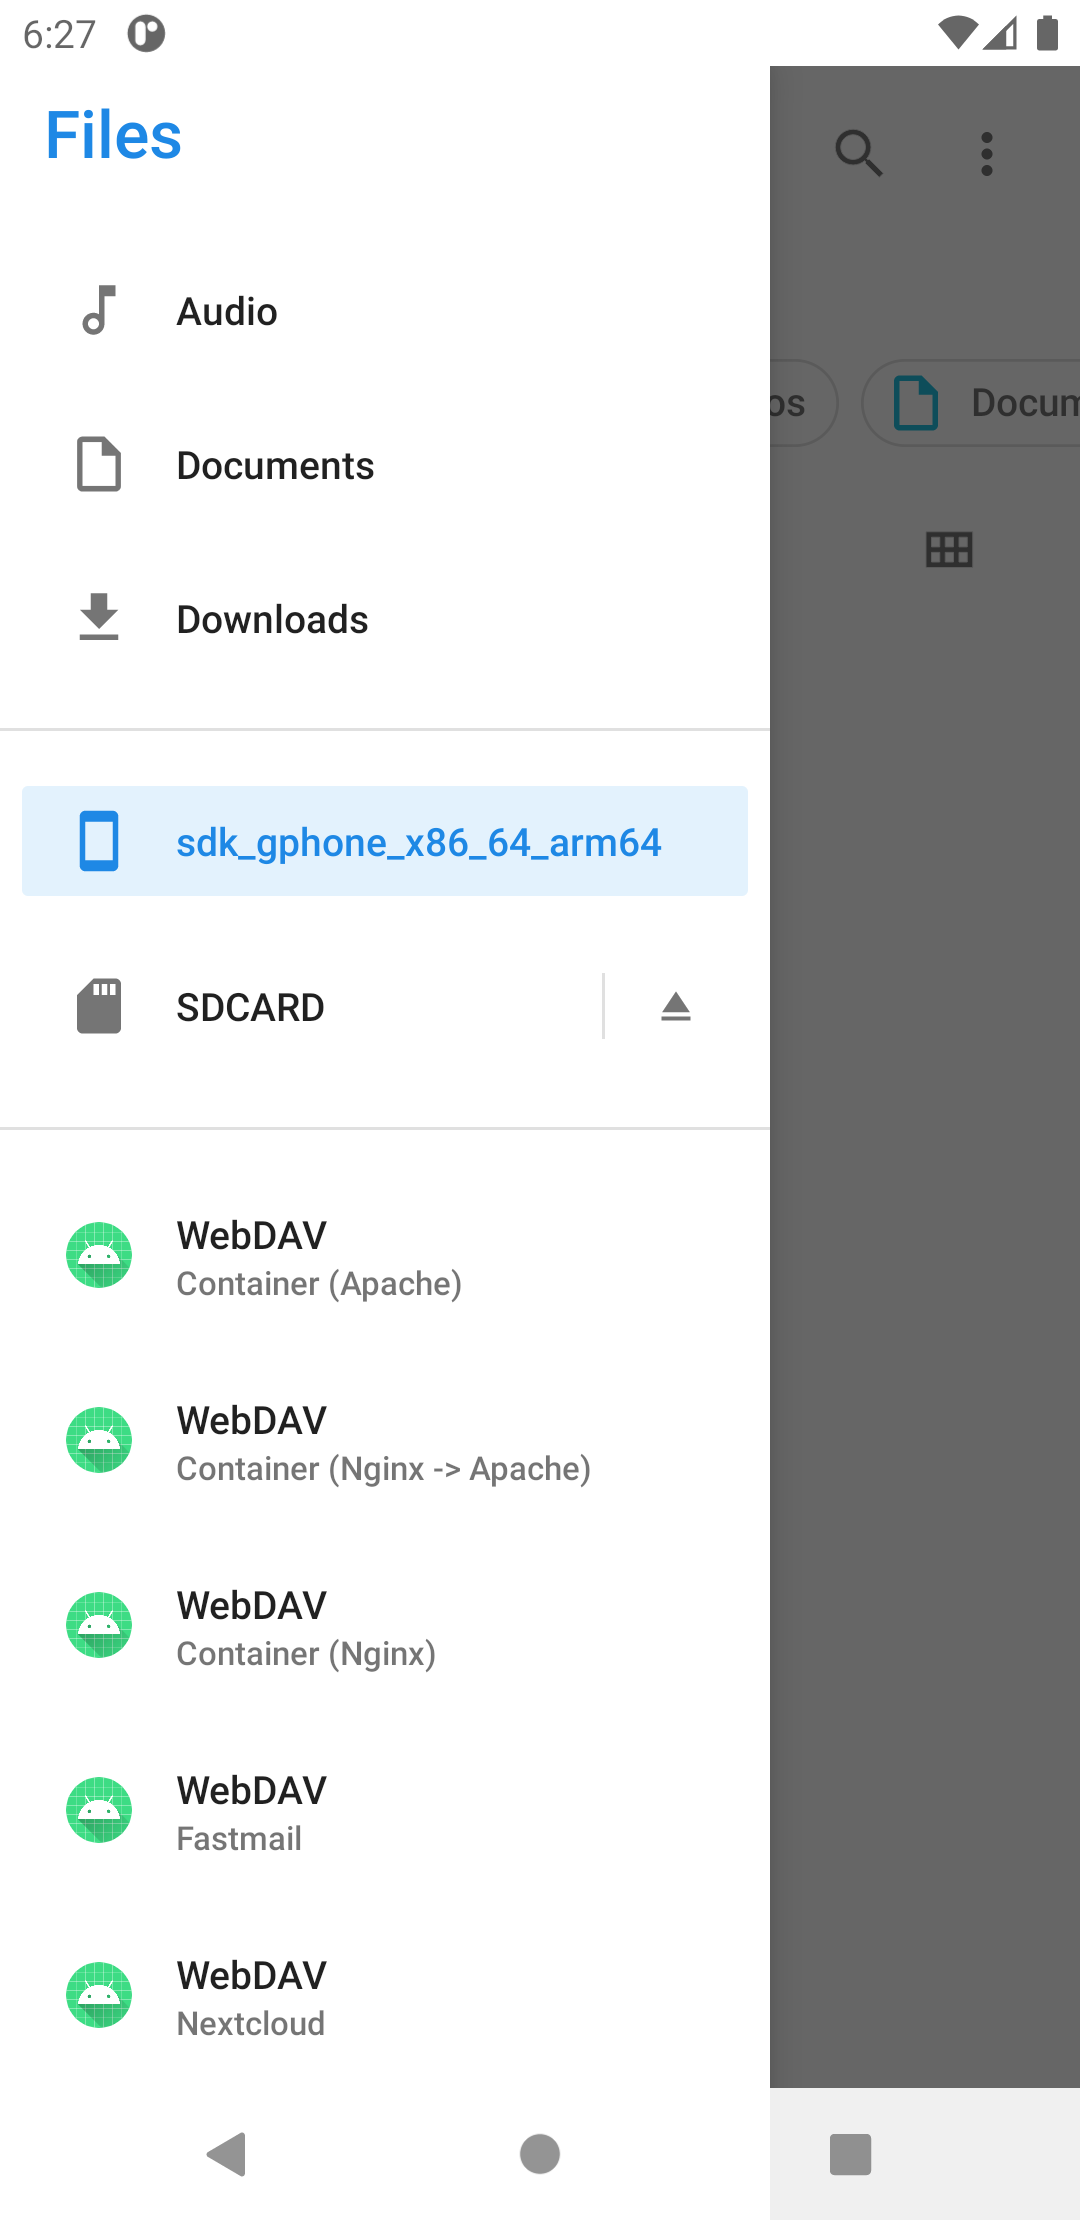 6:27
Files
Audio
Documents
Downloads
sdk_gphone_x86_64_arm64
SDCARD
WebDAV
Container (Apache)
WebDAV
Container (Nginx -> Apache)
WebDAV
Container (Nginx)
WebDAV
Fastmail
WebDAV
Nextcloud
os
Docum